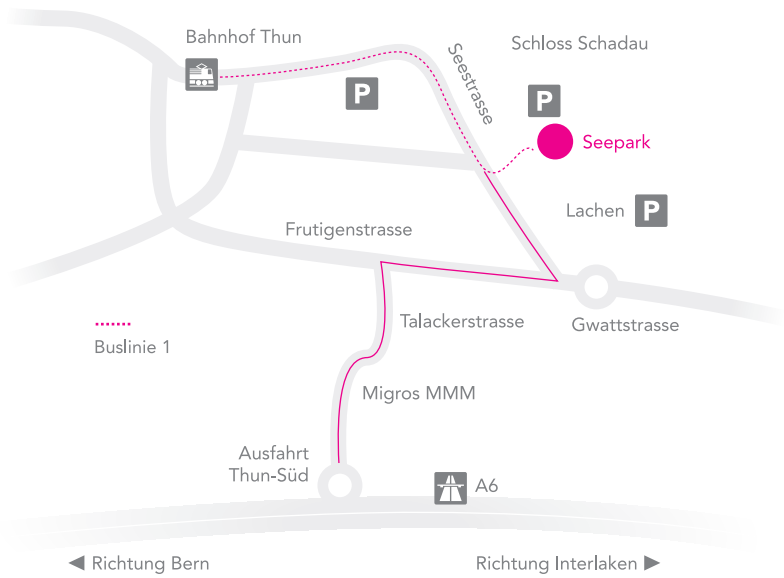 Bahnhof Thun
Schloss Schadau
Seestrasse
P
P
Seepark
Lachen P
Frutigenstrasse
Talackerstrasse
Gwattstrasse
Buslinie 1
Migros MMM
Ausfahrt
Thun-Süd
A6
◀ Richtung Bern
Richtung Interlaken ▶